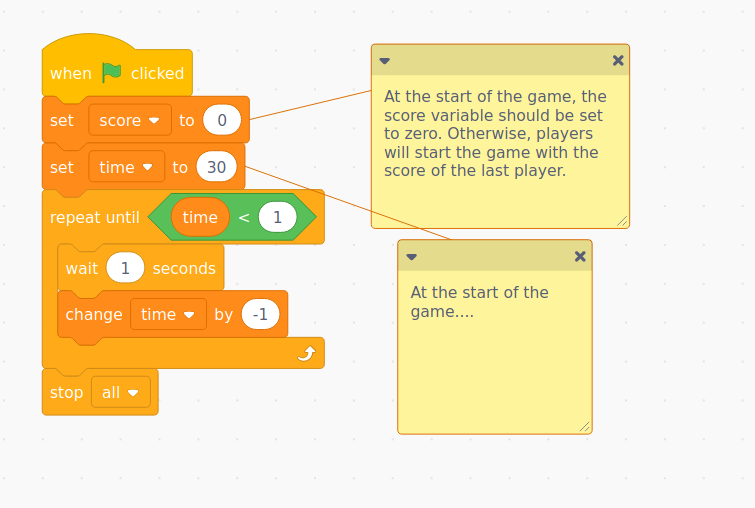 when clicked
set score to 0
set time to 30
repeat until time < 1
wait 1 seconds
change time by -1
stop all
At the start of the game, the
score variable should be set
to zero. Otherwise, players
will start the game with the
score of the last player.
At the start of the
game....